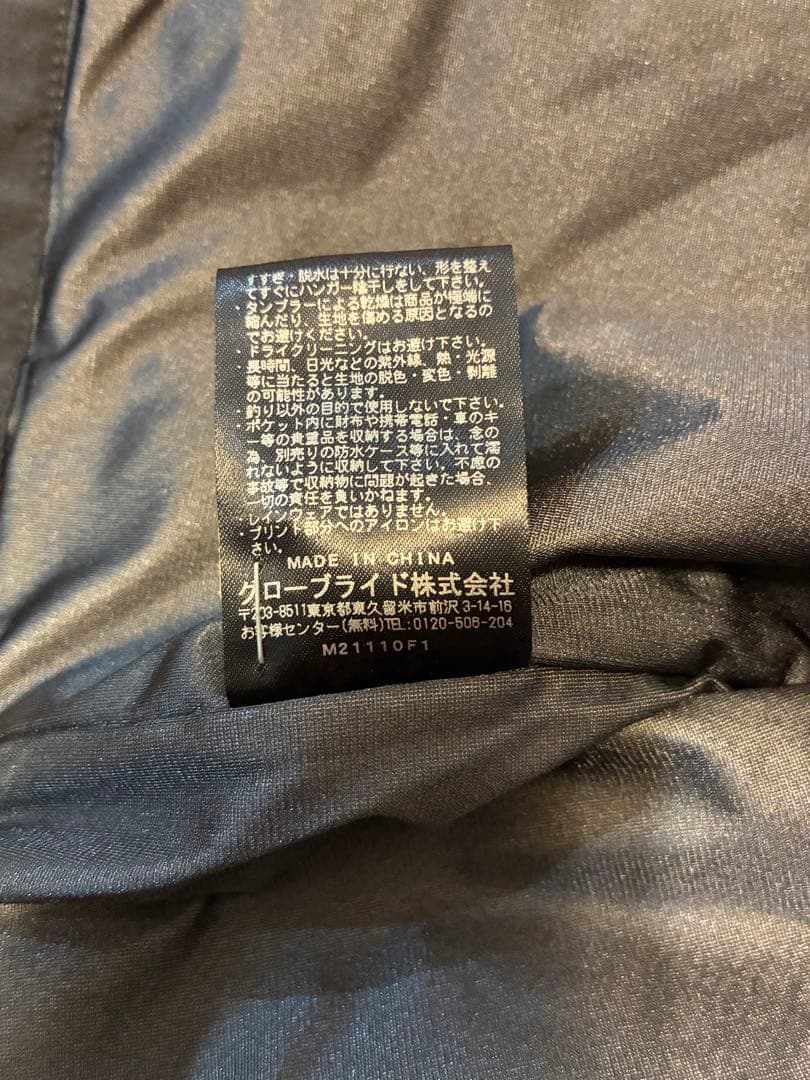 すすぎ・脱水は十分に行ない、形を整え
てすぐにハンガー陰干しをして下さい。
・タンブラーによる乾燥は商品が極端に
縮んだり、生地を傷める原因となるの
でお避けください。
・ドライクリーニングはお避け下さい。
長時間、日光などの紫外線、熱・光源
等に当たると生地の脱色・変色・剥離
の可能性があります。
・釣り以外の目的で使用しないで下さい。
ポケット内に財布や携帯電話・車のキ
ー等の貴重品を収納する場合は、念の
為、別売りの防水ケース等に入れて濡
れないように収納して下さい。不慮の
事故等で収納物に問題が起きた場合、
一切の責任を負いかねます。
レインウェアではありません。
・プリント部分へのアイロンはお避け下
さい。
MADE IN CHINA
グローブライド株式会社
〒203-8511東京都東久留米市前沢3-14-16
お客様センター(無料)TEL:0120-506-204
M21110F1